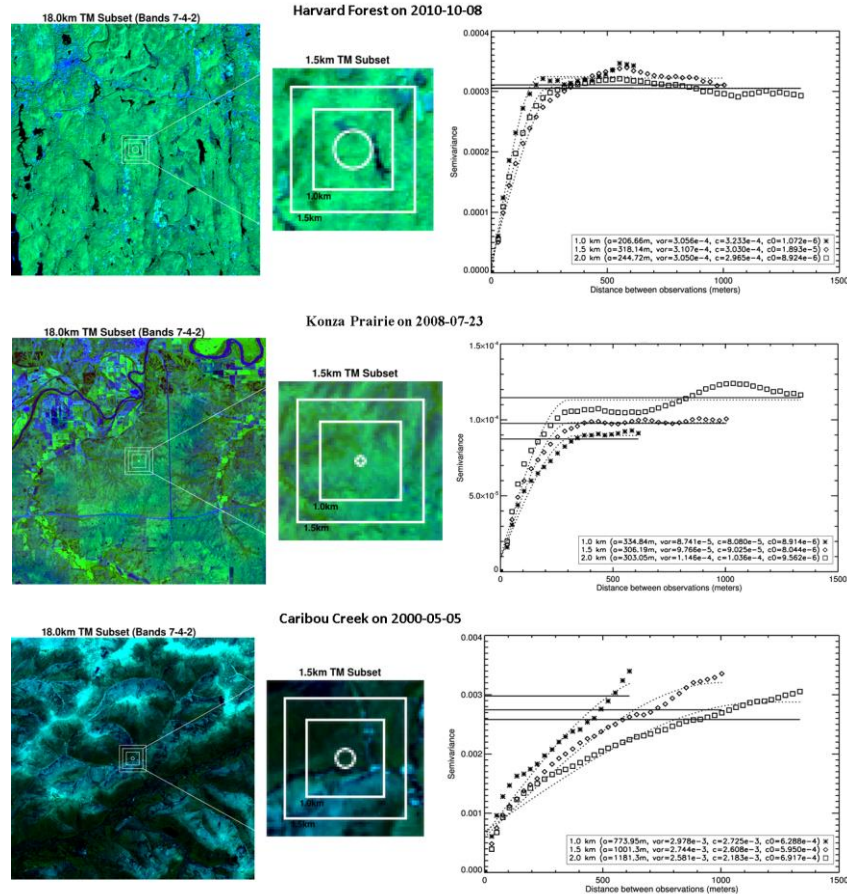 Harvard Forest on 2010-10-08
18.0km TM Subset (Bands 7-4-2)
1.5km TM Subset
1.0km
1.5km
0.0004
0.0003
0.0002
0.0001
0.0000
Semivariance
1.0 km (a=206.66m, var=3.056e-4, c=3.233e-4, c0=1.072e-6)
1.5 km (a=318.14m, var=3.107e-4, c=3.030e-4, c0=1.893e-5)
2.0 km (a=244.72m, var=3.050e-4, c=2.965e-4, c0=8.924e-6)
0 500 1000 1500
Distance between observations (meters)
Konza Prairie on 2008-07-23
18.0km TM Subset (Bands 7-4-2)
1.5km TM Subset
1.0km
1.5km
Semivariance
0
1.0 km (a=334.84m, var=8.741e-5, c=8.080e-5, c0=8.914e-6)
1.5 km (a=306.19m, var=9.766e-5, c=9.025e-5, c0=8.044e-6)
2.0 km (a=303.05m, var=1.146e-4, c=1.036e-4, c0=9.562e-6)
0 500 1000 1500
Distance between observations (meters)
Caribou Creek on 2000-05-05
18.0km TM Subset (Bands 7-4-2)
1.5km TM Subset
1.0km
1.5km
0.004
0.003
0.002
0.001
0.000
Semivariance
1.0 km (a=773.95m, var=2.978e-3, c=2.725e-3, c0=6.288e-4)
1.5 km (a=1001.3m, var=2.744e-3, c=2.608e-3, c0=5.950e-4)
2.0 km (a=1181.3m, var=2.581e-3, c=2.183e-3, c0=6.917e-4)
0 500 1000 1500
Distance between observations (meters)